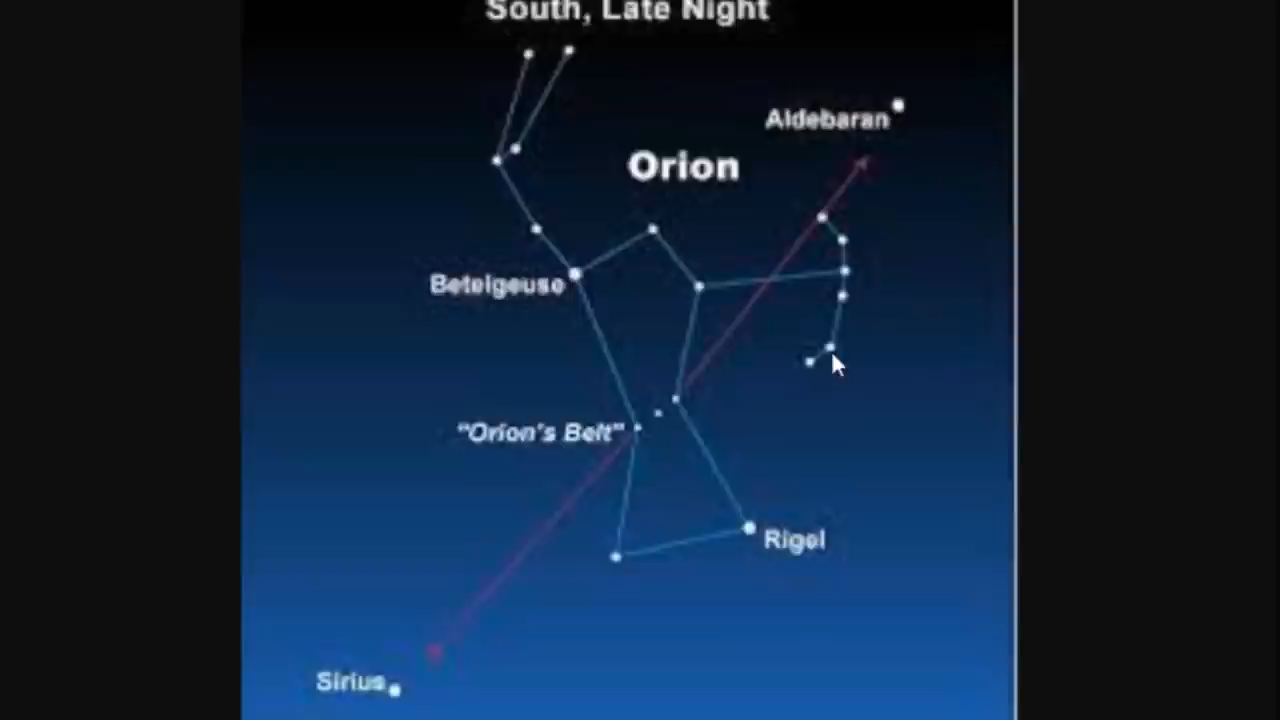 South, Late Night
Aldebaran
Orion
Betelgeuse
"Orion's Belt"
Rigel
Sirius